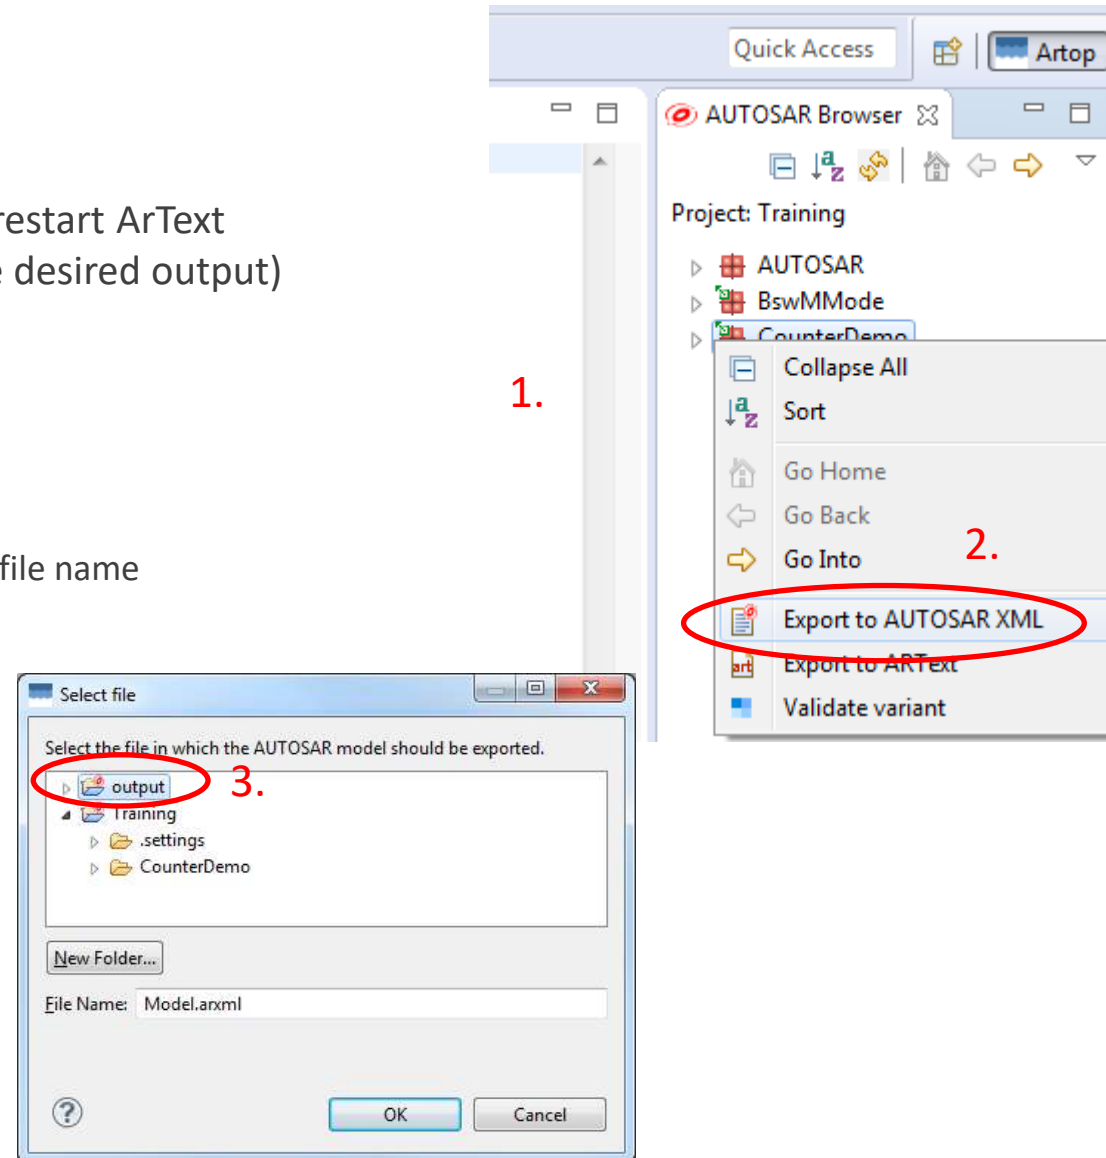 Quick Access
Artop
AUTOSAR Browser
Project: Training
AUTOSAR
BswMMode
CounterDemo
restart ArText
e desired output)
1.
file name
Collapse All
Sort
Go Home
Go Back
2.
Go Into
Export to AUTOSAR XML
Export to ARText
Validate variant
Select file
Select the file in which the AUTOSAR model should be exported.
output
3.
Training
.settings
CounterDemo
New Folder...
File Name: Model.arxml
OK Cancel